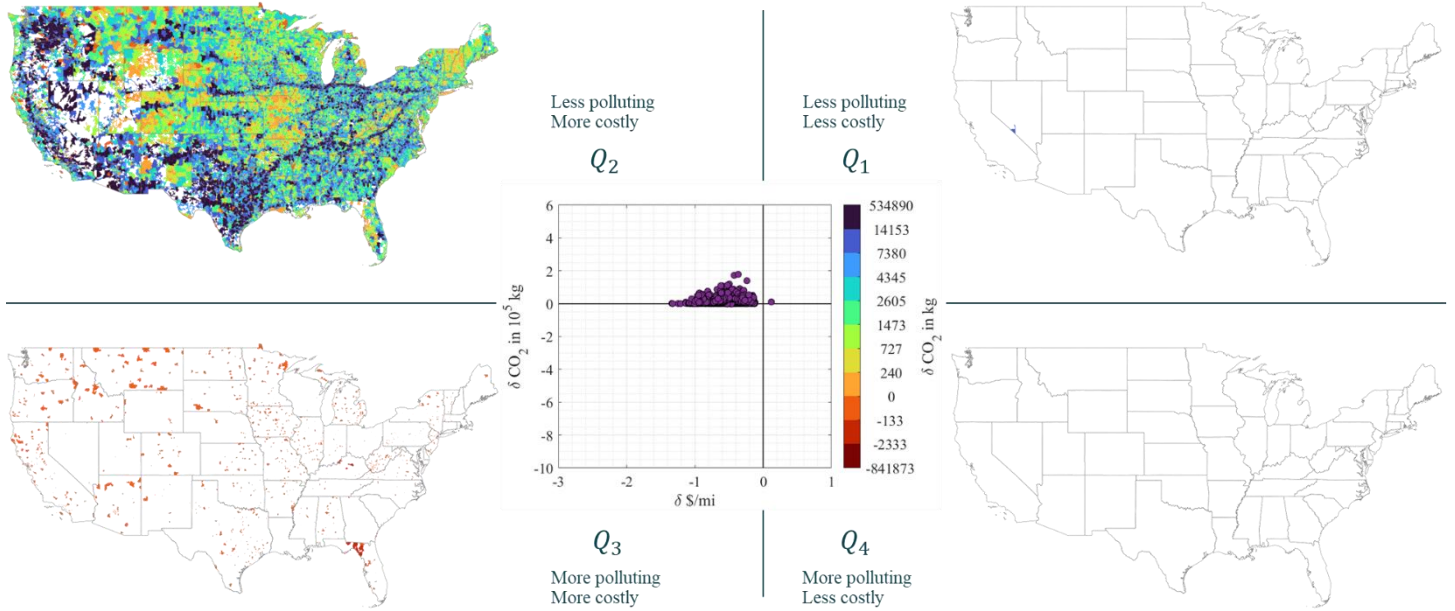 Less polluting
More costly
Q₂
Less polluting
Less costly
Q₁
6
4
2
0
-2
-4
-6
-8
-10
-3
-2
-1
0
1
δ CO₂ in 10⁵ kg
δ $/mi
534890
14153
7380
4345
2605
1473
727
240
0
-133
-2333
-841873
δ CO₂ in kg
Q₃
More polluting
More costly
Q₄
More polluting
Less costly